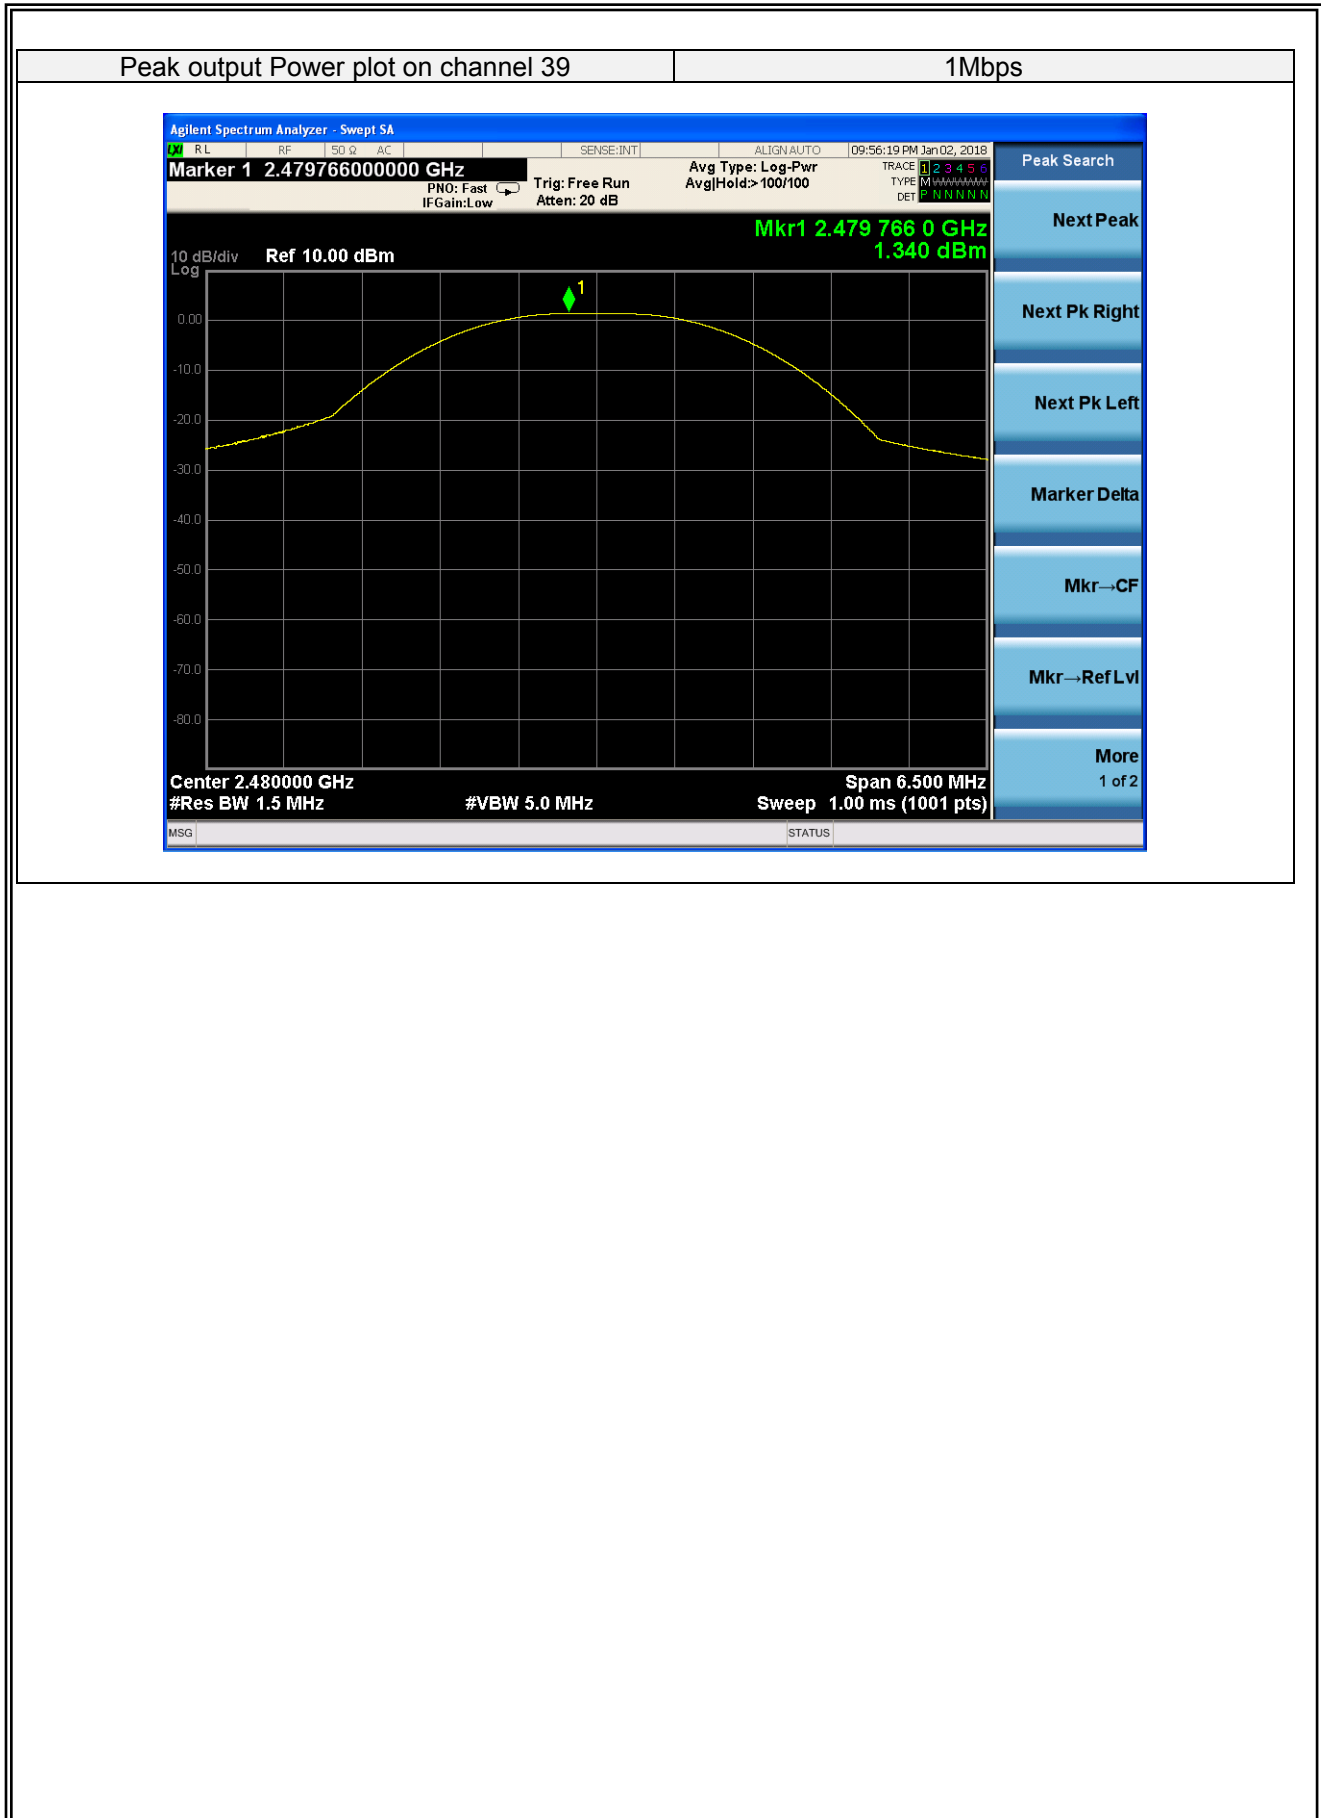 Peak output Power plot on channel 39 1Mbps
Agilent Spectrum Analyzer - Swept SA
LXI RL RF 50 Ω AC SENSE:INT ALIGN AUTO 09:56:19 PM Jan 02, 2018
Marker 1 2.479766000000 GHz
PNO: Fast
IFGain:Low
Trig: Free Run
Atten: 20 dB
Avg Type: Log-Pwr
Avg|Hold:>100/100
TRACE 1 2 3 4 5 6
TYPE M
DET P N N N N N
Peak Search
Mkr1 2.479 766 0 GHz
1.340 dBm
10 dB/div Ref 10.00 dBm
Log
1
0.00
-10.0
-20.0
-30.0
-40.0
-50.0
-60.0
-70.0
-80.0
Center 2.480000 GHz Span 6.500 MHz
#Res BW 1.5 MHz #VBW 5.0 MHz Sweep 1.00 ms (1001 pts)
Next Peak
Next Pk Right
Next Pk Left
Marker Delta
Mkr→CF
Mkr→Ref Lvl
More
1 of 2
MSG STATUS